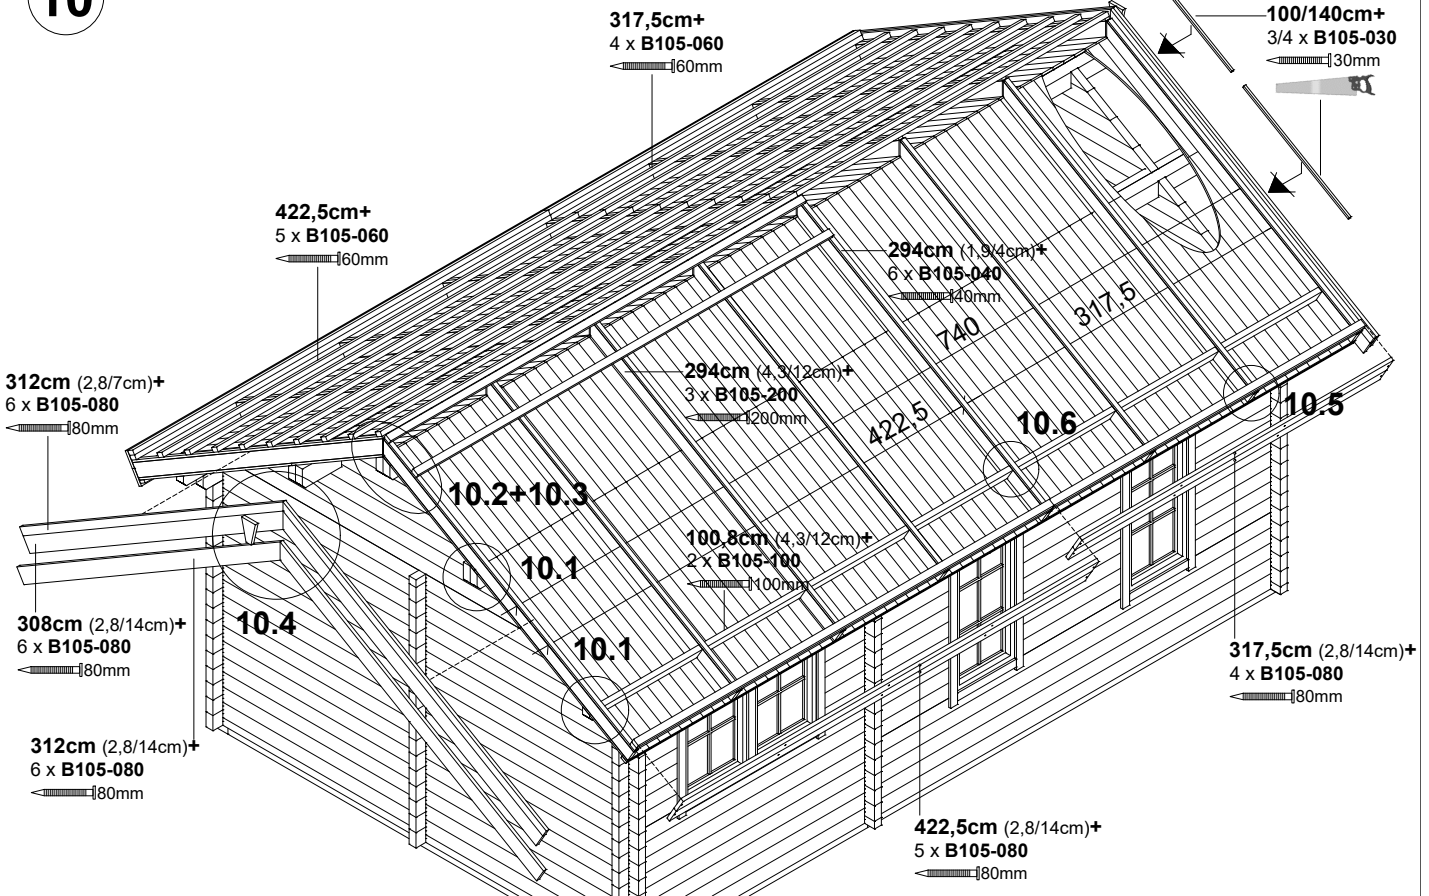 10
317,5cm+
4 x B105-060
60mm
100/140cm+
3/4 x B105-030
30mm
422,5cm+
5 x B105-060
60mm
294cm (1,9/4cm)+
6 x B105-040
40mm
740
317,5
312cm (2,8/7cm)+
6 x B105-080
80mm
294cm (4,3/12cm)+
3 x B105-200
200mm
422,5
10.6
10.5
10.2+10.3
10.1
100,8cm (4,3/12cm)+
2 x B105-100
100mm
10.4
10.1
308cm (2,8/14cm)+
6 x B105-080
80mm
317,5cm (2,8/14cm)+
4 x B105-080
80mm
312cm (2,8/14cm)+
6 x B105-080
80mm
422,5cm (2,8/14cm)+
5 x B105-080
80mm